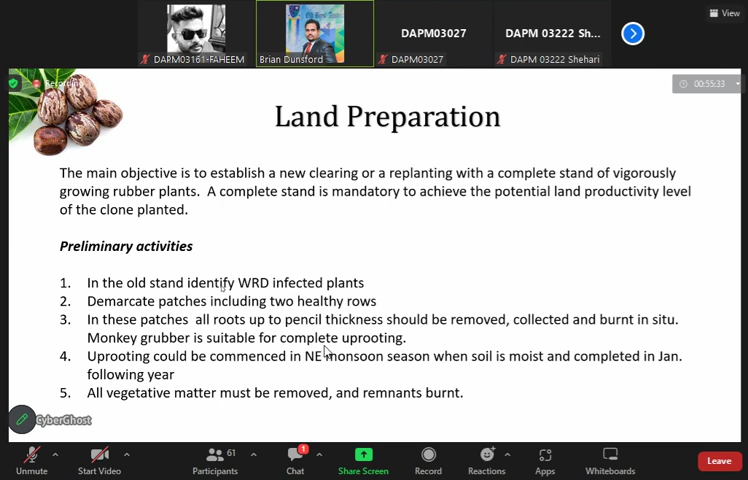 View
DAPM03027
DAPM 03222 Sh...
DARM03161-FAHEEM
Brian Dunsford
DAPM03027
DAPM 03222 Shehari
Recording
00:55:33
Land Preparation
The main objective is to establish a new clearing or a replanting with a complete stand of vigorously
growing rubber plants. A complete stand is mandatory to achieve the potential land productivity level
of the clone planted.
Preliminary activities
1. In the old stand identify WRD infected plants
2. Demarcate patches including two healthy rows
3. In these patches all roots up to pencil thickness should be removed, collected and burnt in situ.
Monkey grubber is suitable for complete uprooting.
4. Uprooting could be commenced in NE monsoon season when soil is moist and completed in Jan.
following year
5. All vegetative matter must be removed, and remnants burnt.
CyberGhost
61
1
Unmute
Start Video
Participants
Chat
Share Screen
Record
Reactions
Apps
Whiteboards
Leave